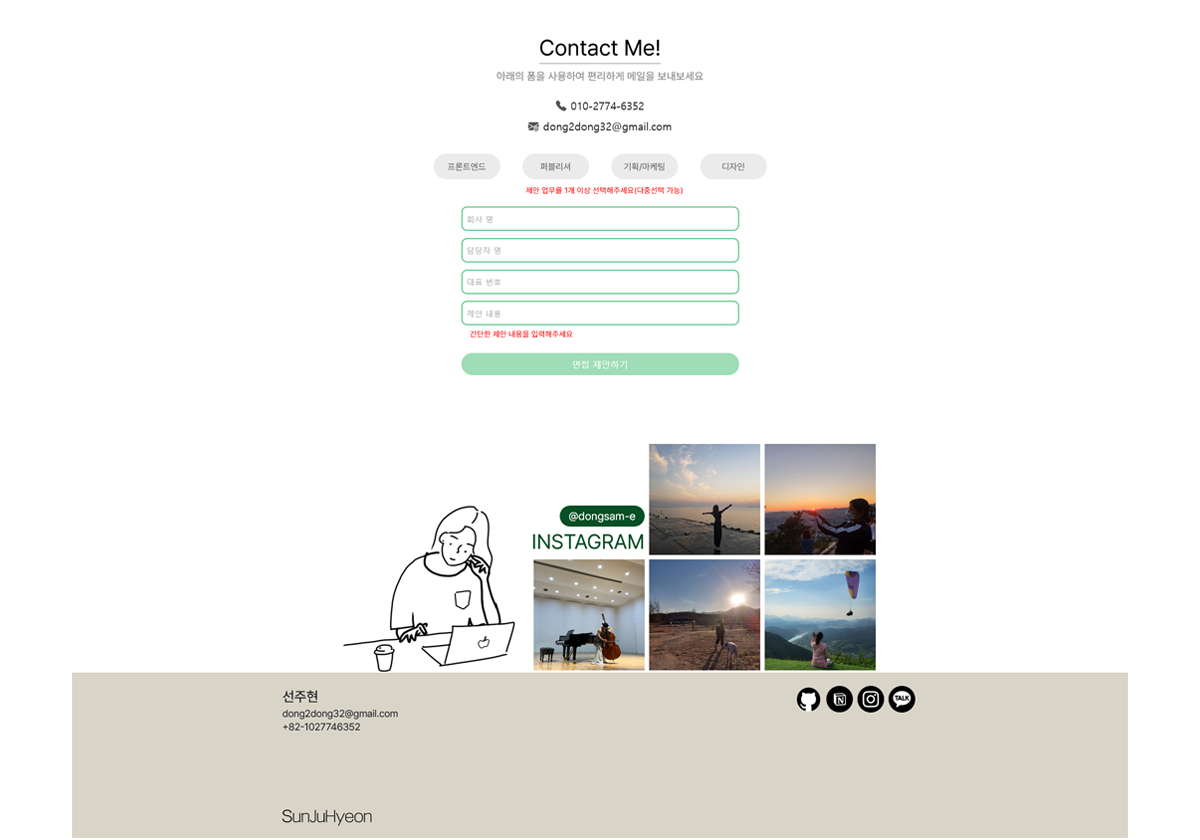 Contact Me!
아래의 폼을 사용하여 편리하게 메일을 보내보세요
010-2774-6352
dong2dong32@gmail.com
프론트엔드 퍼블리셔 기획/마케팅 디자인
제안 업무를 1개 이상 선택해주세요(다중선택 가능)
회사 명
담당자 명
대표 번호
제안 내용
간단한 제안 내용을 입력해주세요
면접 제안하기
@dongsam-e
INSTAGRAM
선주현
dong2dong32@gmail.com
+82-1027746352
N
TALK
SunJuHyeon